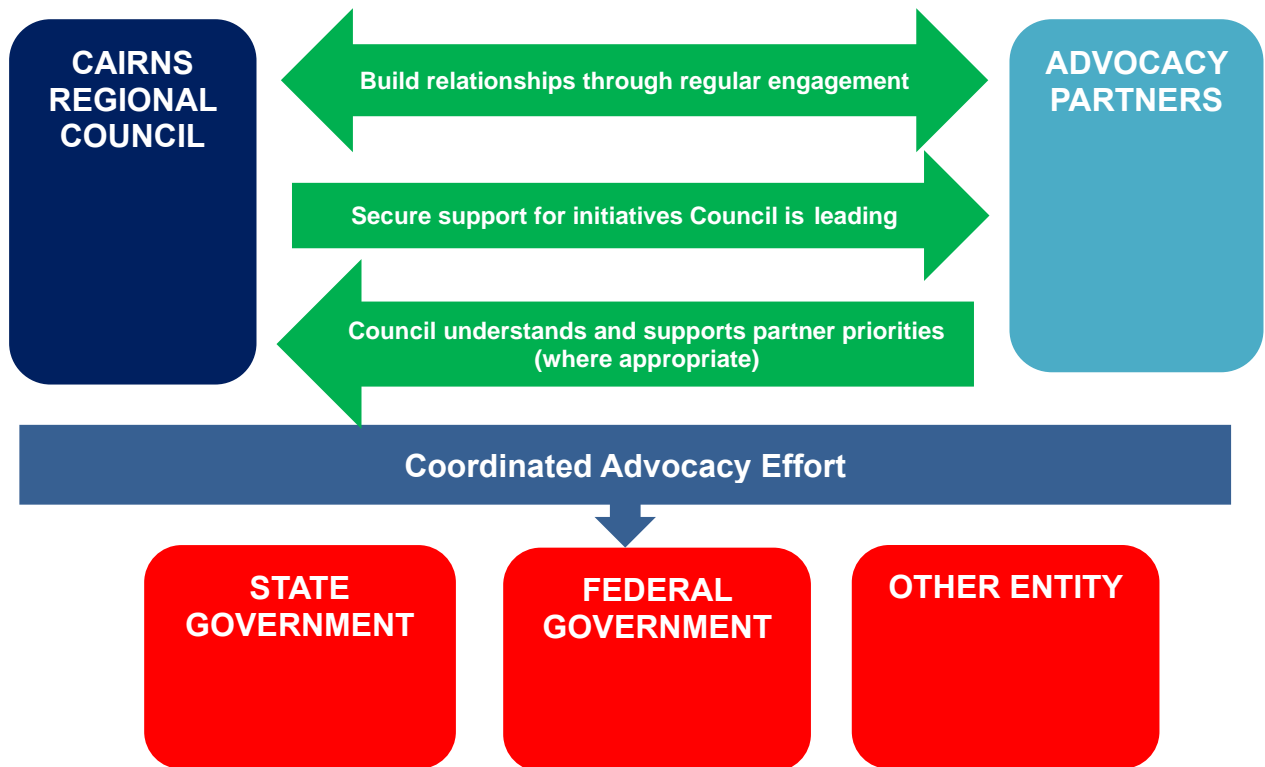 CAIRNS
REGIONAL
COUNCIL
Build relationships through regular engagement
ADVOCACY
PARTNERS
Secure support for initiatives Council is leading
Council understands and supports partner priorities
(where appropriate)
Coordinated Advocacy Effort
STATE
GOVERNMENT
FEDERAL
GOVERNMENT
OTHER ENTITY